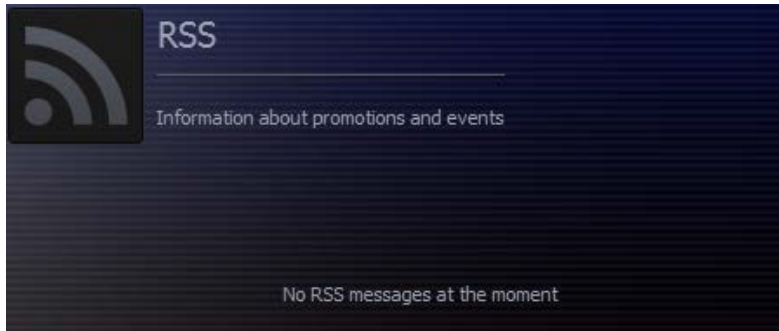 RSS
Information about promotions and events
No RSS messages at the moment